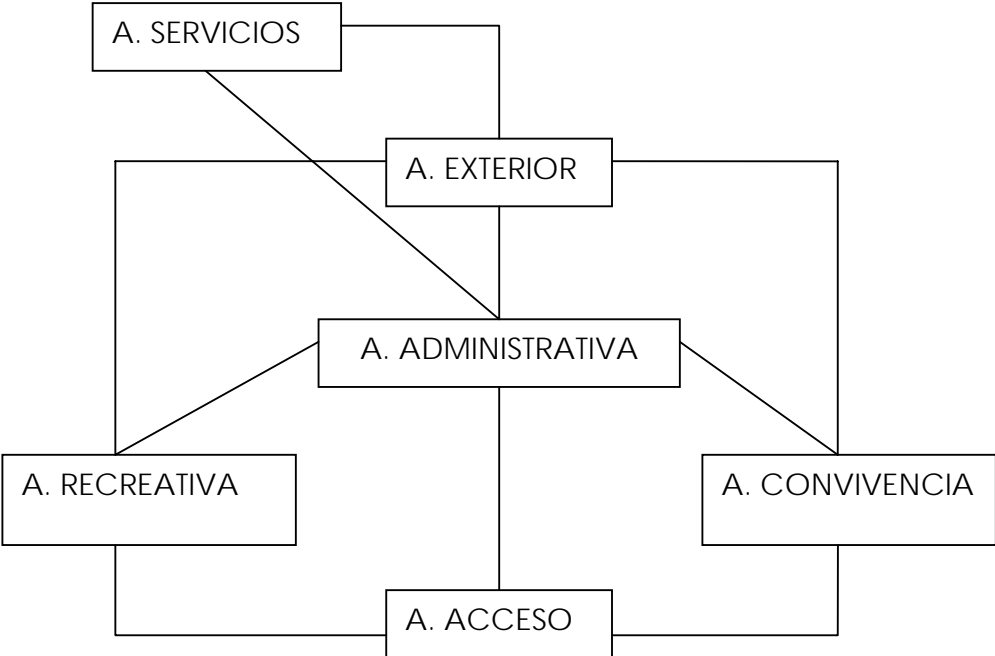 A. SERVICIOS
A. EXTERIOR
A. ADMINISTRATIVA
A. RECREATIVA
A. CONVIVENCIA
A. ACCESO